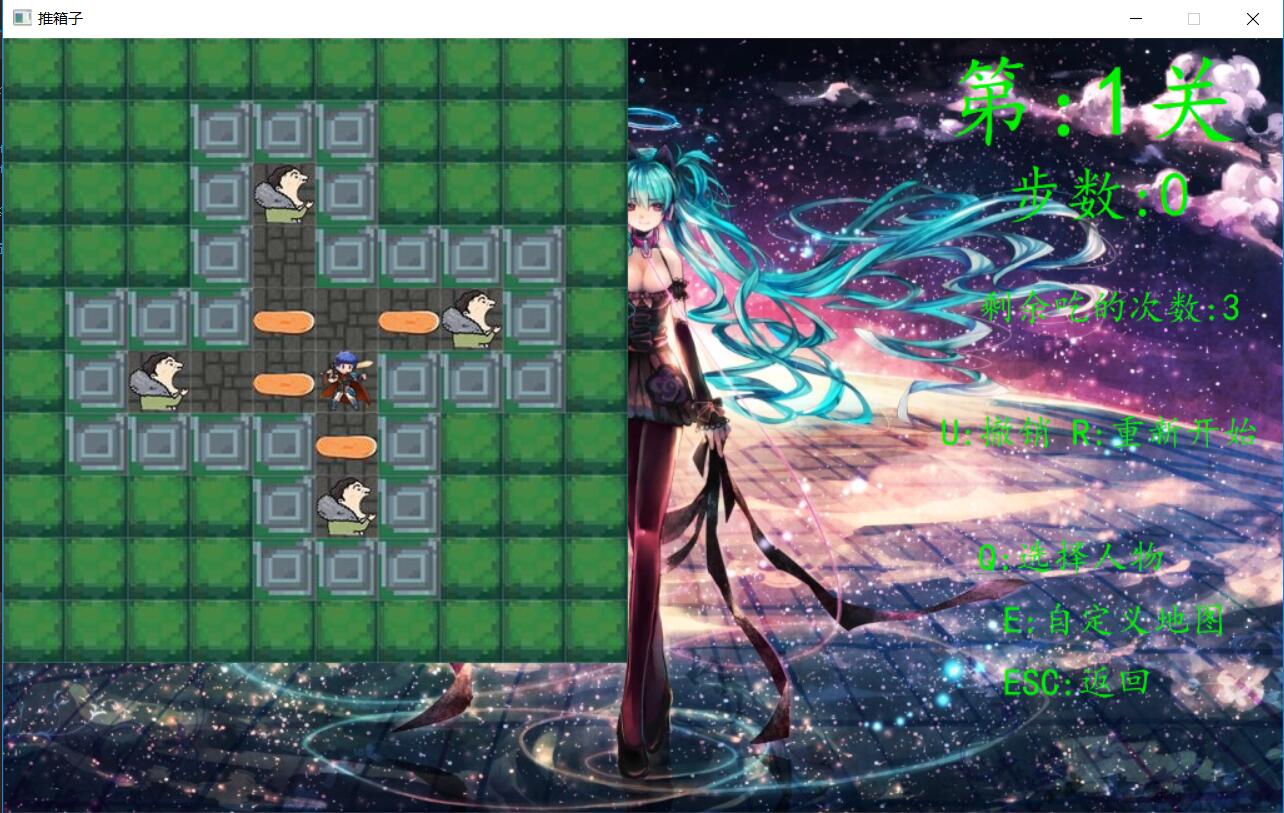 推箱子
第:1关
步数:0
剩余吃的次数:3
U:撤销 R:重新开始
Q:选择人物
E:自定义地图
ESC:返回